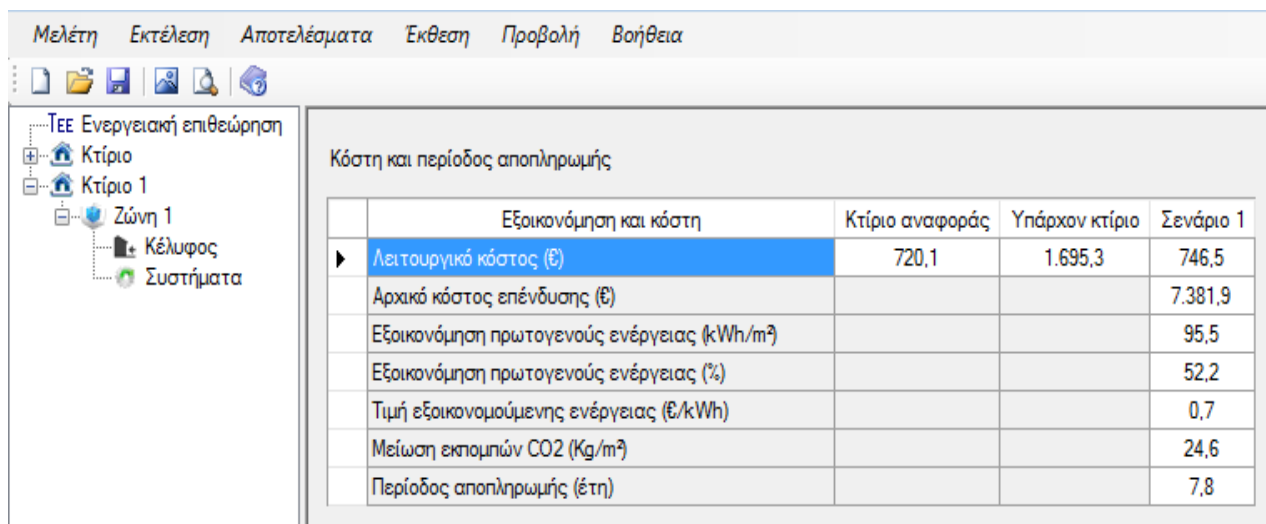 Μελέτη Εκτέλεση Αποτελέσματα Έκθεση Προβολή Βοήθεια
TEE Ενεργειακή επιθεώρηση
Κτίριο
Κτίριο 1
Ζώνη 1
Κέλυφος
Συστήματα
Κόστη και περίοδος αποπληρωμής
Εξοικονόμηση και κόστη Κτίριο αναφοράς Υπάρχον κτίριο Σενάριο 1
Λειτουργικό κόστος (€) 720,1 1.695,3 746,5
Αρχικό κόστος επένδυσης (€) 7.381,9
Εξοικονόμηση πρωτογενούς ενέργειας (kWh/m²) 95,5
Εξοικονόμηση πρωτογενούς ενέργειας (%) 52,2
Τιμή εξοικονομούμενης ενέργειας (€/kWh) 0,7
Μείωση εκπομπών CO2 (Kg/m²) 24,6
Περίοδος αποπληρωμής (έτη) 7,8